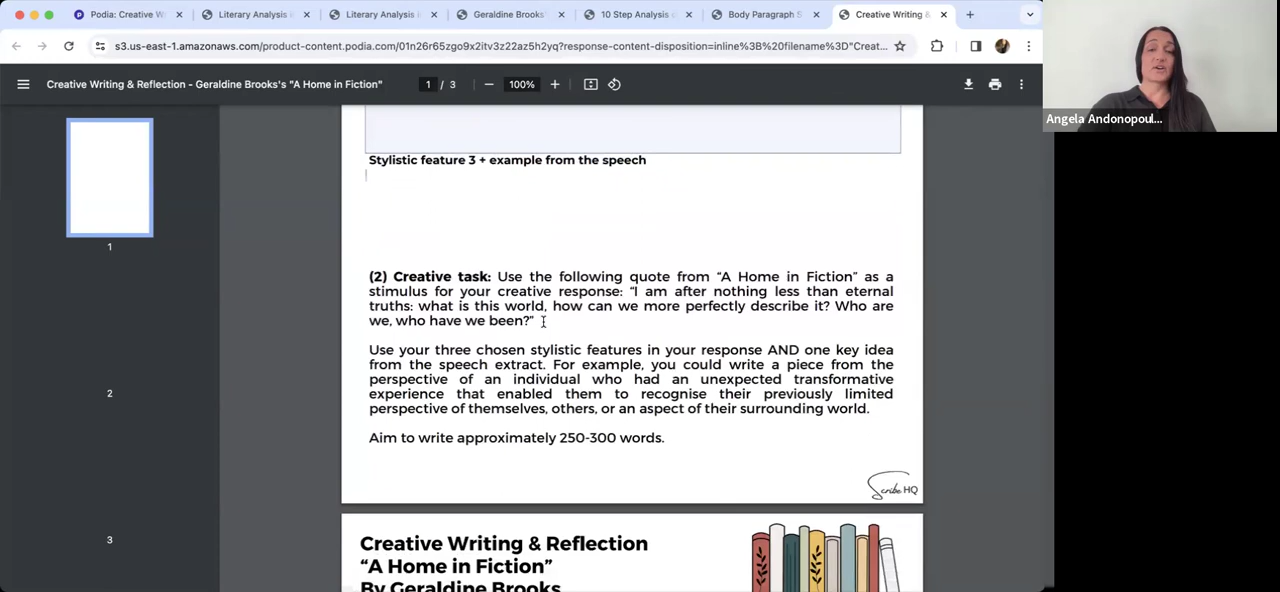 Podia: Creative W
Literary Analysis
Literary Analysis
Geraldine Brooks
10 Step Analysis
Body Paragraph S
Creative Writing &
s3.us-east-1.amazonaws.com/product-content.podia.com/01n26r65zgo9x2itv3z22az5h2yq?response-content-disposition=inline%3B%20filename%3D"Creat...
Creative Writing & Reflection - Geraldine Brooks's "A Home in Fiction"
1 / 3
100%
Angela Andonopoul...
1
2
3
Stylistic feature 3 + example from the speech
(2) Creative task: Use the following quote from “A Home in Fiction” as a
stimulus for your creative response: “I am after nothing less than eternal
truths: what is this world, how can we more perfectly describe it? Who are
we, who have we been?”
Use your three chosen stylistic features in your response AND one key idea
from the speech extract. For example, you could write a piece from the
perspective of an individual who had an unexpected transformative
experience that enabled them to recognise their previously limited
perspective of themselves, others, or an aspect of their surrounding world.
Aim to write approximately 250-300 words.
Scribe HQ
Creative Writing & Reflection
“A Home in Fiction”
By Geraldine Brooks